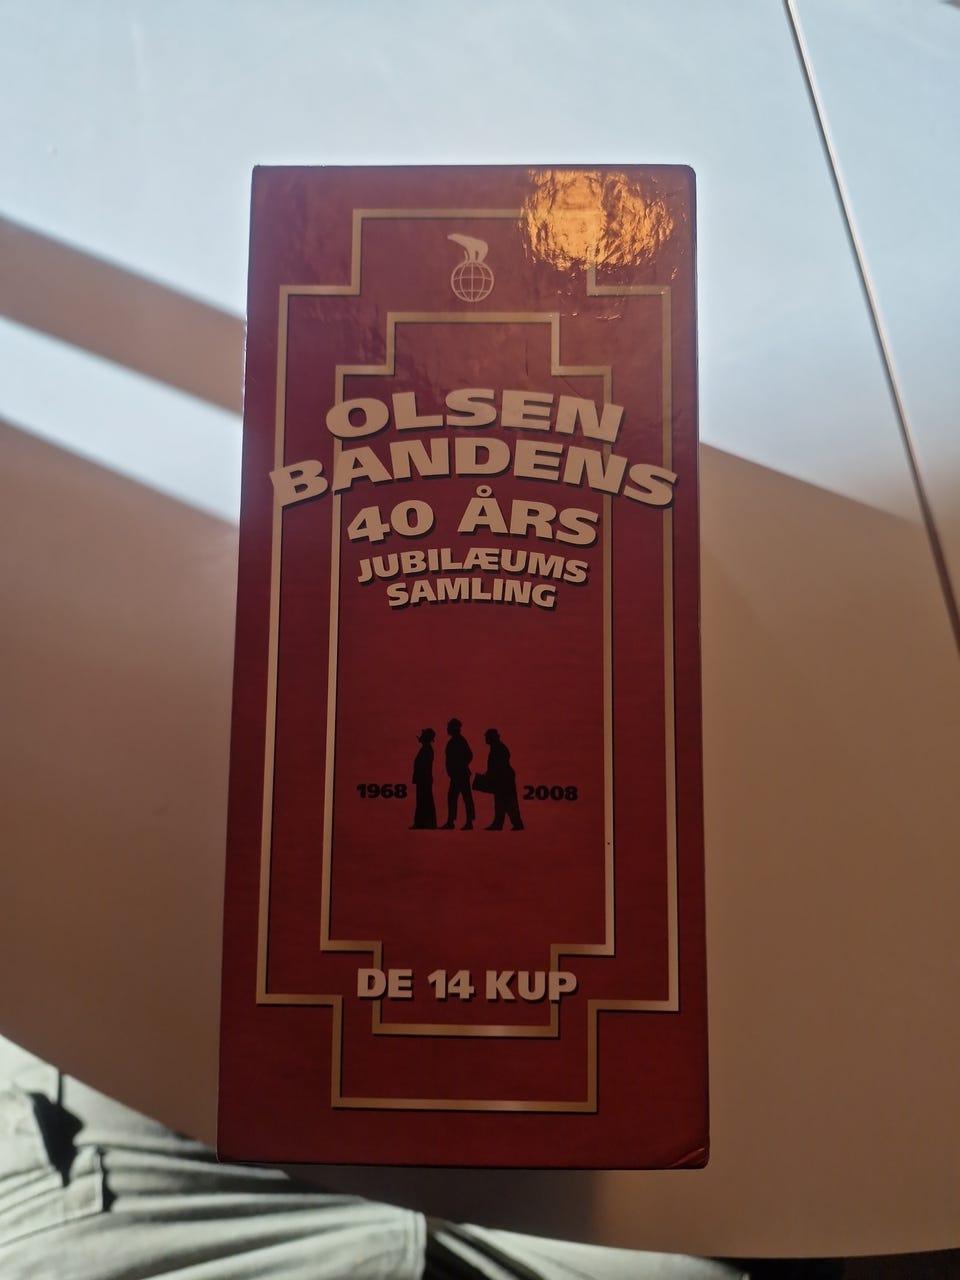 OLSEN
BANDENS
40 ÅRS
JUBILÆUMS
SAMLING
1968 2008
DE 14 KUP